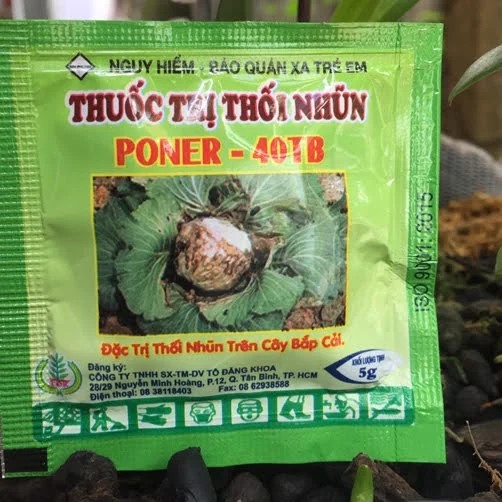 NGUY HIỂM - BẢO QUẢN XA TRẺ EM
THUỐC TRỊ THỐI NHŨN
PONER - 40TB
Đặc Trị Thối Nhũn Trên Cây Bắp Cải.
Đăng ký:
CÔNG TY TNHH SX-TM-DV TÔ ĐĂNG KHOA
28/29 Nguyễn Minh Hoàng, P.12, Q. Tân Bình, TP. HCM
Điện thoại: 08 38118403 Fax: 08 62938588
KHỐI LƯỢNG TỊNH
5g
ISO 9001:2015